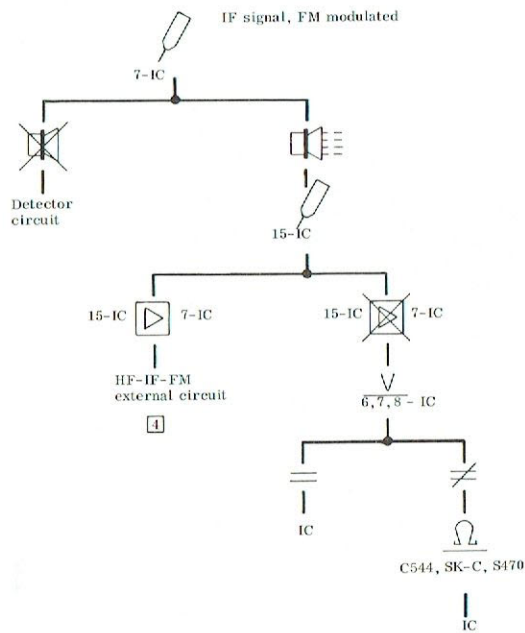 IF signal, FM modulated
7-IC
Detector
circuit
15-IC
15-IC 7-IC
15-IC 7-IC
HF-IF-FM
external circuit
4
V
6,7,8 - IC
IC
Ω
C544, SK-C, S470
IC